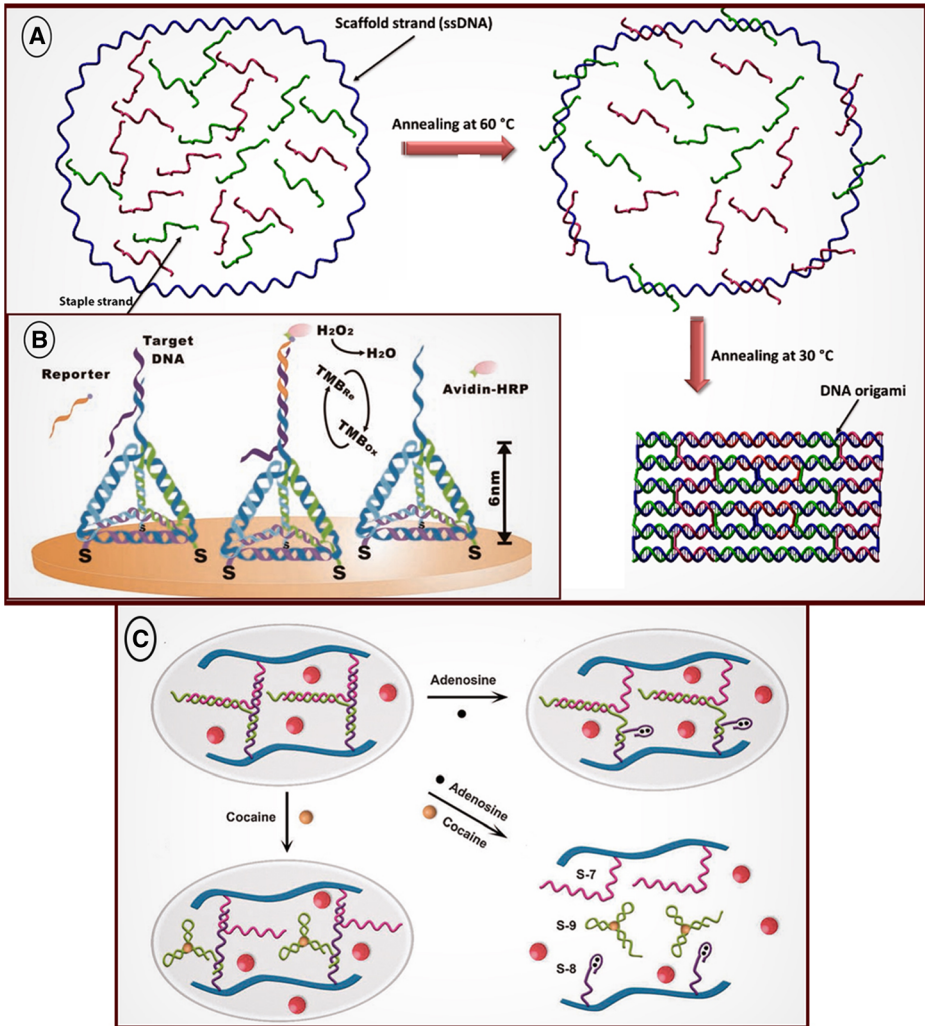 A
Scaffold strand (ssDNA)
Annealing at 60 °C
Staple strand
Annealing at 30 °C
DNA origami
B
Target
DNA
Reporter
H2O2
H2O
TMBRe
TMBOx
Avidin-HRP
6nm
S
S
S
S
S
S
S
C
Adenosine
Cocaine
Adenosine
Cocaine
S-7
S-9
S-8